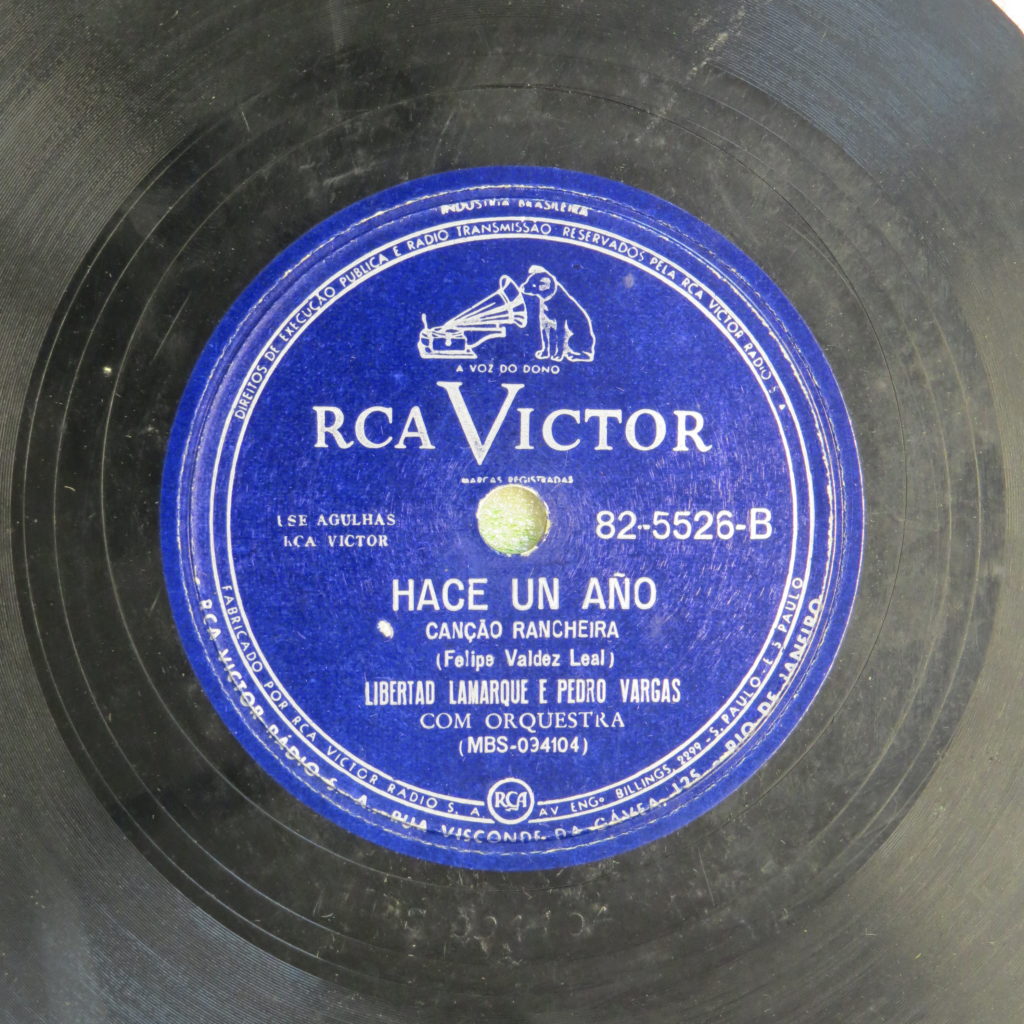 INDÚSTRIA BRASILEIRA
DIREITOS DE EXECUÇÃO PUBLICA E RADIO TRANSMISSÃO RESERVADOS PELA RCA VICTOR RADIO S. A.
A VOZ DO DONO
RCA VICTOR
MARCAS REGISTRADAS
USE AGULHAS
RCA VICTOR
82-5526-B
HACE UN AÑO
CANÇÃO RANCHEIRA
(Felipe Valdez Leal)
LIBERTAD LAMARQUE E PEDRO VARGAS
COM ORQUESTRA
(MBS-034104)
RCA
FABRICADO POR RCA VICTOR RADIO S. A. AV ENGº BILLINGS, 2299 - S. PAULO - E S PAULO
RCA VICTOR RÁDIO S. A. RUA VISCONDE DA GÁVEA, 125 - RIO DE JANEIRO